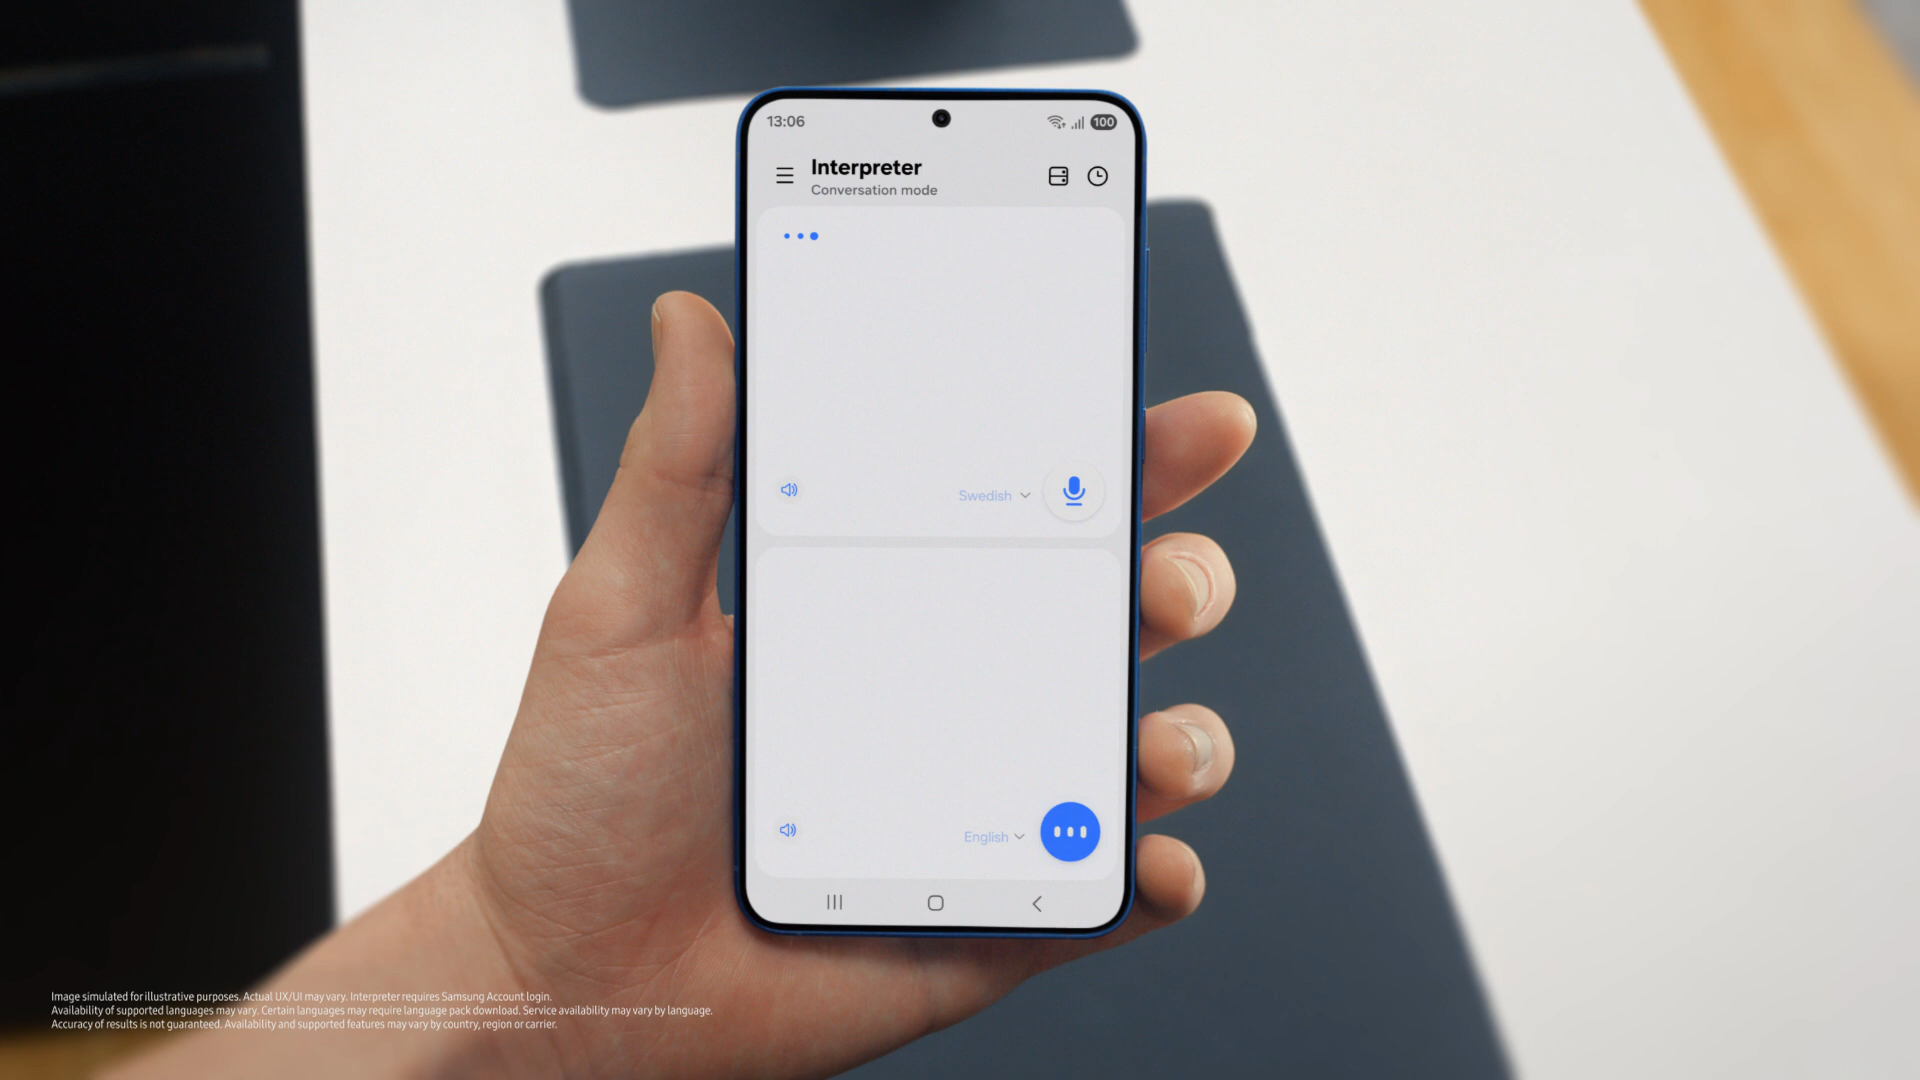 13:06
100
Interpreter
Conversation mode
Swedish
English
Image simulated for illustrative purposes. Actual UX/UI may vary. Interpreter requires Samsung Account login.
Availability of supported languages may vary. Certain languages may require language pack download. Service availability may vary by language.
Accuracy of results is not guaranteed. Availability and supported features may vary by country, region or carrier.